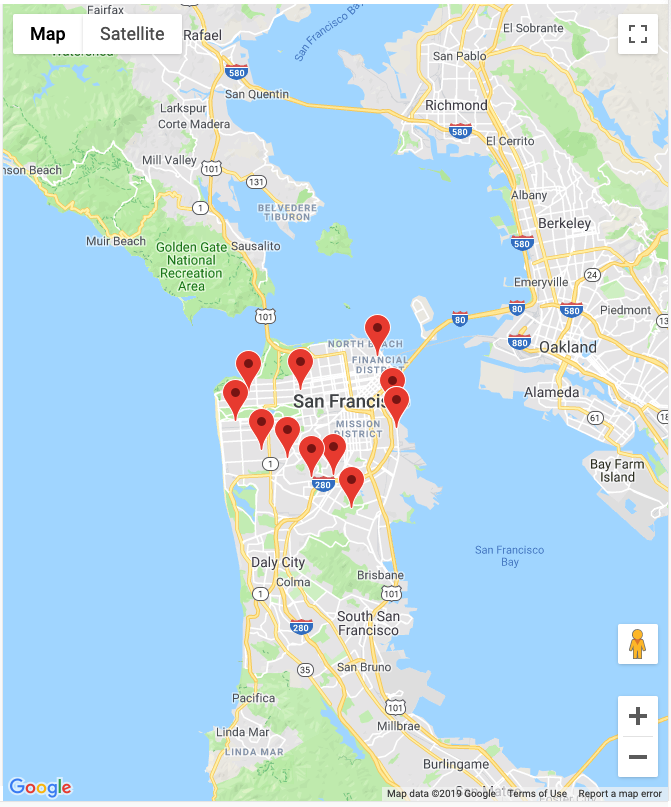 Fairfax
Map
Satellite
Rafael
San Francisco Bay
El Sobrante
San Pablo
580
San Quentin
Richmond
Larkspur
Corte Madera
580
El Cerrito
Mill Valley
101
131
Albany
1
BELVEDERE
TIBURON
Berkeley
Muir Beach
Golden Gate
National
Recreation
Area
Sausalito
580
24
Emeryville
80
580
Piedmont
101
80
13
NORTH BEACH
880
Oakland
FINANCIAL
DISTRICT
Alameda
San Francis
61
MISSION
DISTRICT
1
Bay Farm
Island
280
San Francisco
Bay
Daly City
Colma
Brisbane
1
101
South San
Francisco
280
35
San Bruno
Pacifica
101
Millbrae
Linda Mar
LINDA MAR
Burlingame
Google
Map data ©2019 Google
Terms of Use
Report a map error